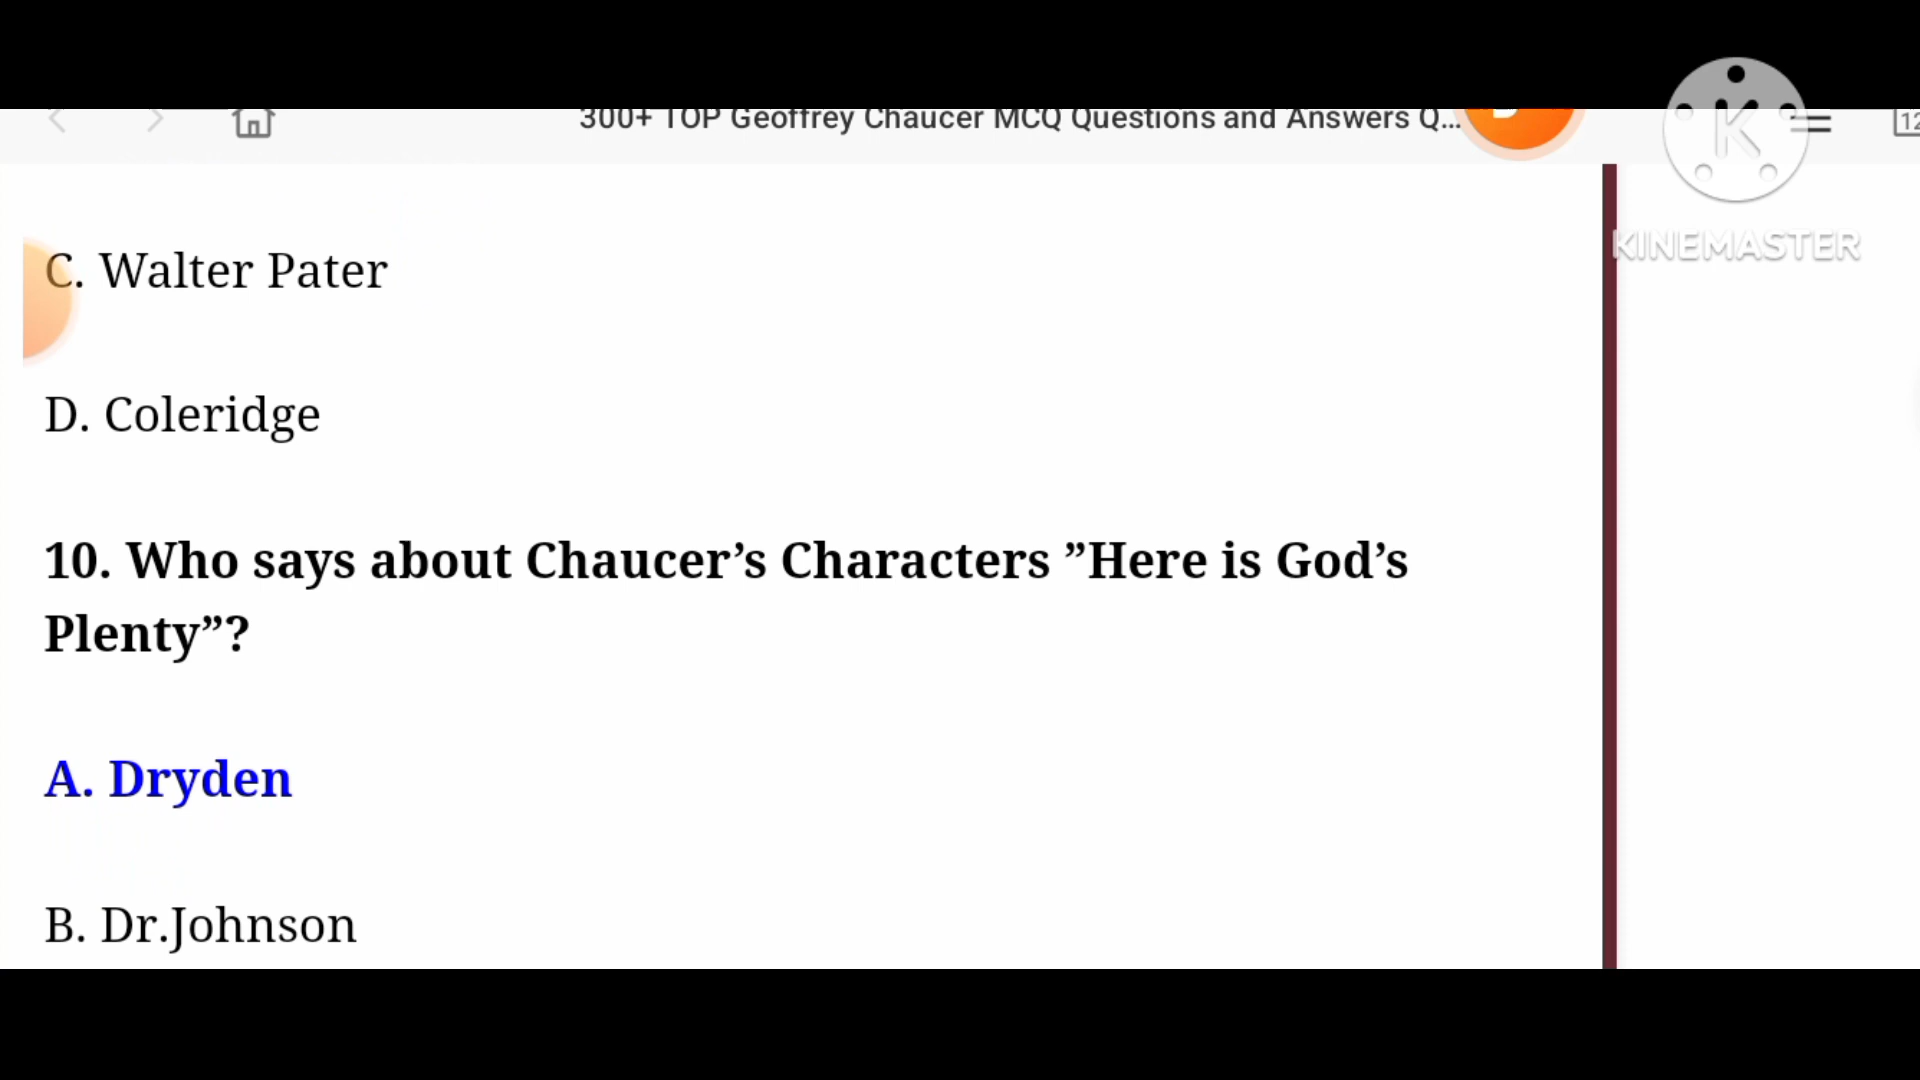 300+ TOP Geoffrey Chaucer MCQ Questions and Answers Q...
12
K
KINEMASTER
C. Walter Pater
D. Coleridge
10. Who says about Chaucer’s Characters ”Here is God’s
Plenty”?
A. Dryden
B. Dr.Johnson